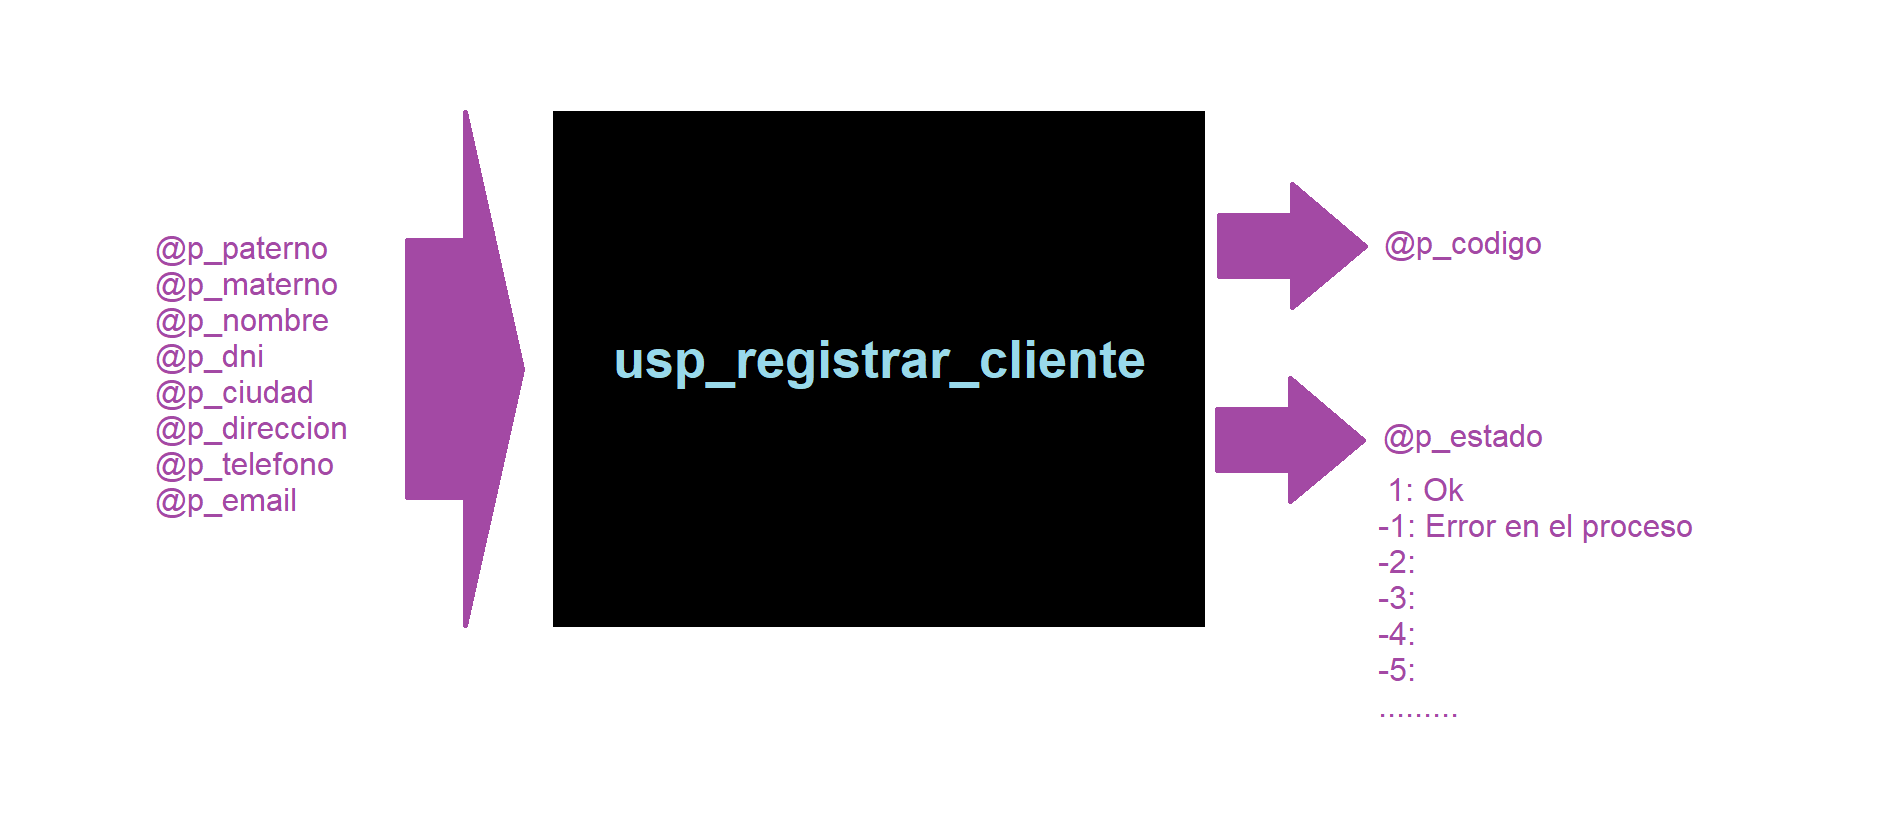 @p_paterno
@p_materno
@p_nombre
@p_dni
@p_ciudad
@p_direccion
@p_telefono
@p_email
usp_registrar_cliente
@p_codigo
@p_estado
1: Ok
-1: Error en el proceso
-2:
-3:
-4:
-5:
.........